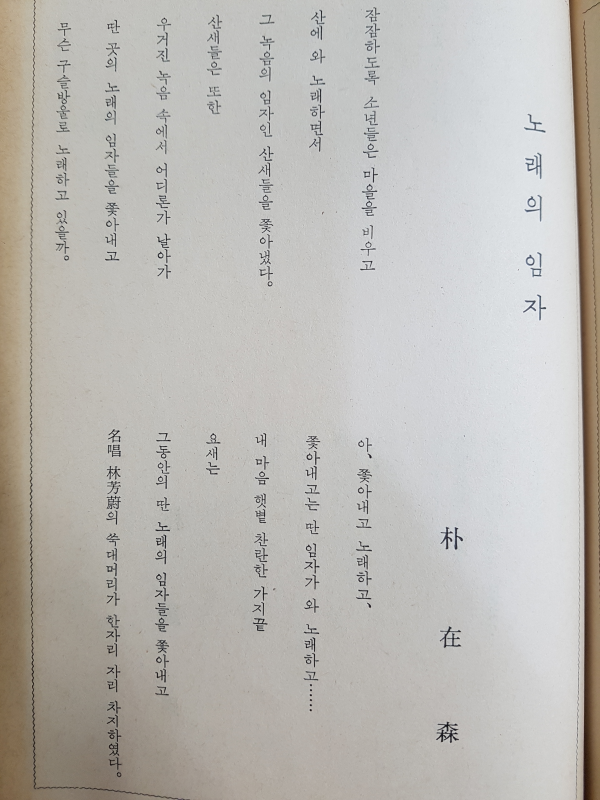 노래의 임자
朴在森
잠잠하도록 소년들은 마을을 비우고
산에 와 노래하면서
그 녹음의 임자인 산새들을 쫓아냈다。
산새들은 또한
우거진 녹음 속에서 어디론가 날아가
딴 곳의 노래의 임자들을 쫓아내고
무슨 구슬방울로 노래하고 있을까。
아、쫓아내고 노래하고、
쫓아내고는 딴 임자가 와 노래하고……
내 마음 햇볕 찬란한 가지끝
요새는
그동안의 딴 노래의 임자들을 쫓아내고
名唱 林芳蔚의 쑥대머리가 한자리 자리 차지하였다。